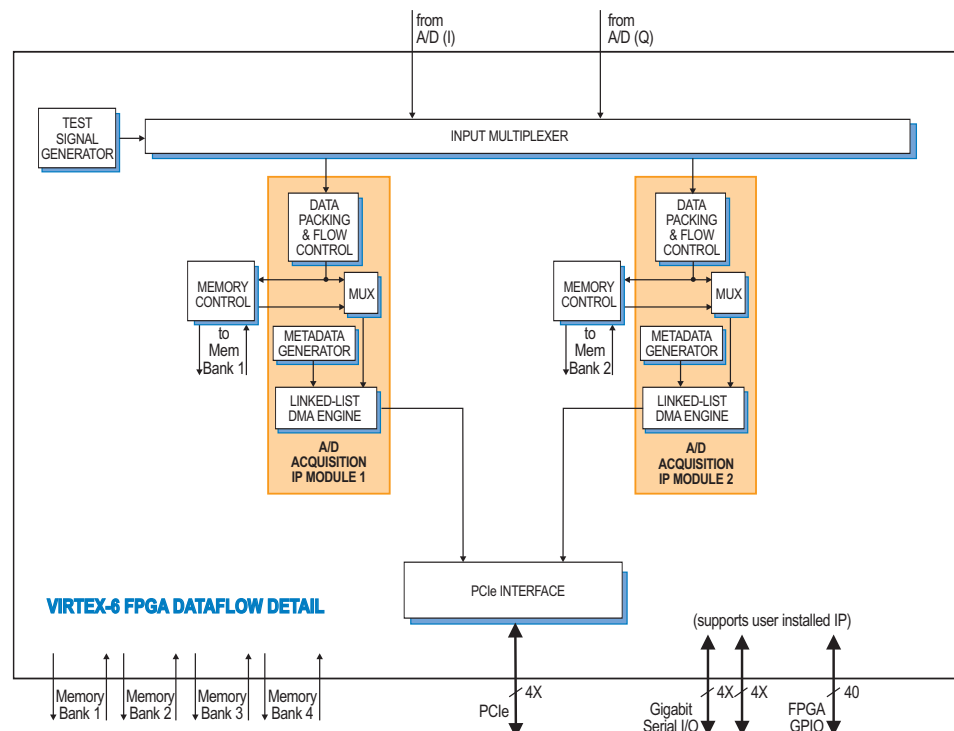 from
A/D (I)
from
A/D (Q)
TEST
SIGNAL
GENERATOR
INPUT MULTIPLEXER
DATA
PACKING
& FLOW
CONTROL
MEMORY
CONTROL
MUX
to
Mem
Bank 1
METADATA
GENERATOR
LINKED-LIST
DMA ENGINE
A/D
ACQUISITION
IP MODULE 1
DATA
PACKING
& FLOW
CONTROL
MEMORY
CONTROL
MUX
to
Mem
Bank 2
METADATA
GENERATOR
LINKED-LIST
DMA ENGINE
A/D
ACQUISITION
IP MODULE 2
PCIe INTERFACE
VIRTEX-6 FPGA DATAFLOW DETAIL
(supports user installed IP)
Memory
Bank 1
Memory
Bank 2
Memory
Bank 3
Memory
Bank 4
4X
PCIe
4X
4X
Gigabit
Serial I/O
40
FPGA
GPIO